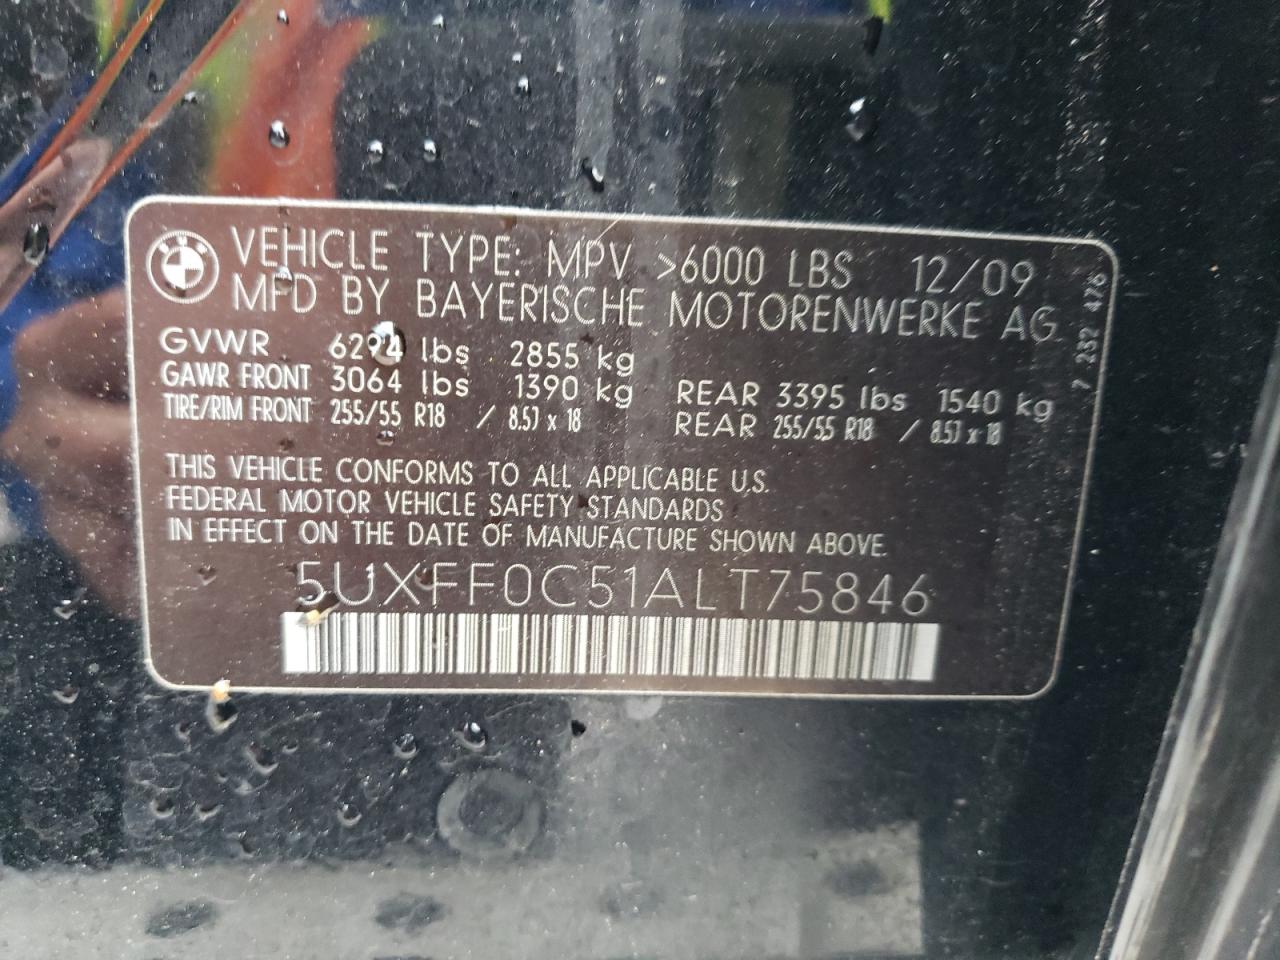 VEHICLE TYPE: MPV >6000 LBS 12/09
MFD BY BAYERISCHE MOTORENWERKE AG
GVWR 6294 lbs 2855 kg
GAWR FRONT 3064 lbs 1390 kg REAR 3395 lbs 1540 kg
TIRE/RIM FRONT 255/55 R18 / 8.5J x 18 REAR 255/55 R18 / 8.5J x 18
THIS VEHICLE CONFORMS TO ALL APPLICABLE U.S.
FEDERAL MOTOR VEHICLE SAFETY STANDARDS
IN EFFECT ON THE DATE OF MANUFACTURE SHOWN ABOVE.
5UXFF0C51ALT75846
7 232 476